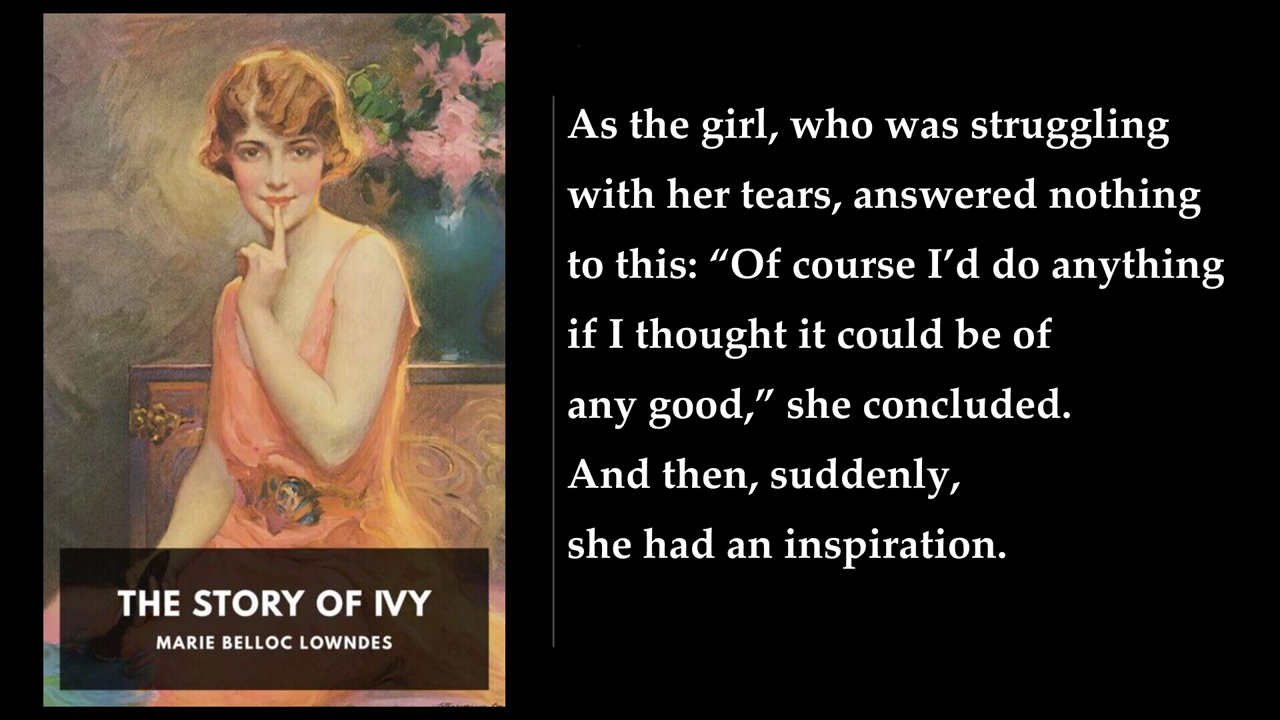 THE STORY OF IVY
MARIE BELLOC LOWNDES
As the girl, who was struggling
with her tears, answered nothing
to this: “Of course I’d do anything
if I thought it could be of
any good,” she concluded.
And then, suddenly,
she had an inspiration.